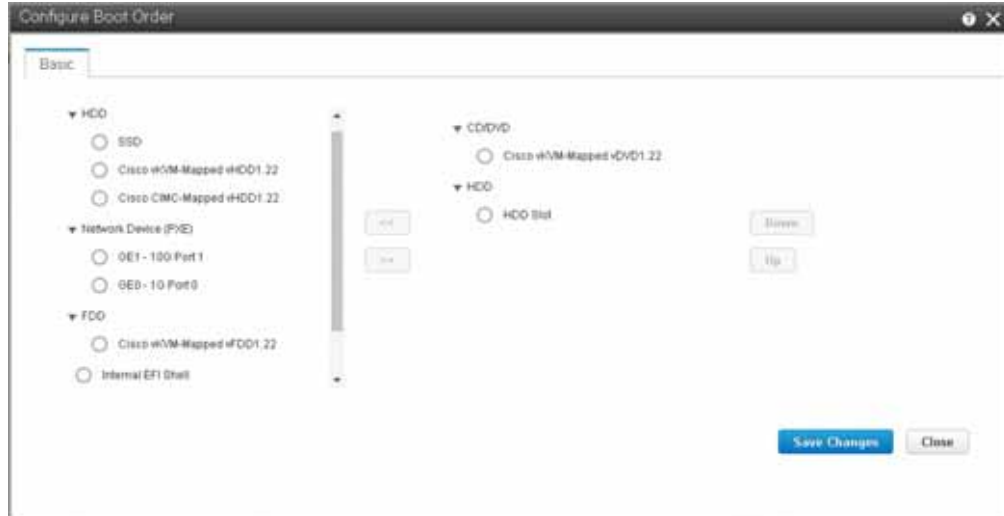 Configure Boot Order
Basic
HDD
SSD
Cisco vKVM-Mapped vHDD1.22
Cisco CIMC-Mapped vHDD1.22
Network Device (PXE)
GE1 - 10G Port 1
GE0 - 1G Port 0
FDD
Cisco vKVM-Mapped vFDD1.22
Internal EFI Shell
<<
>>
CD/DVD
Cisco vKVM-Mapped vDVD1.22
HDD
HDD Slot
Down
Up
Save Changes
Close